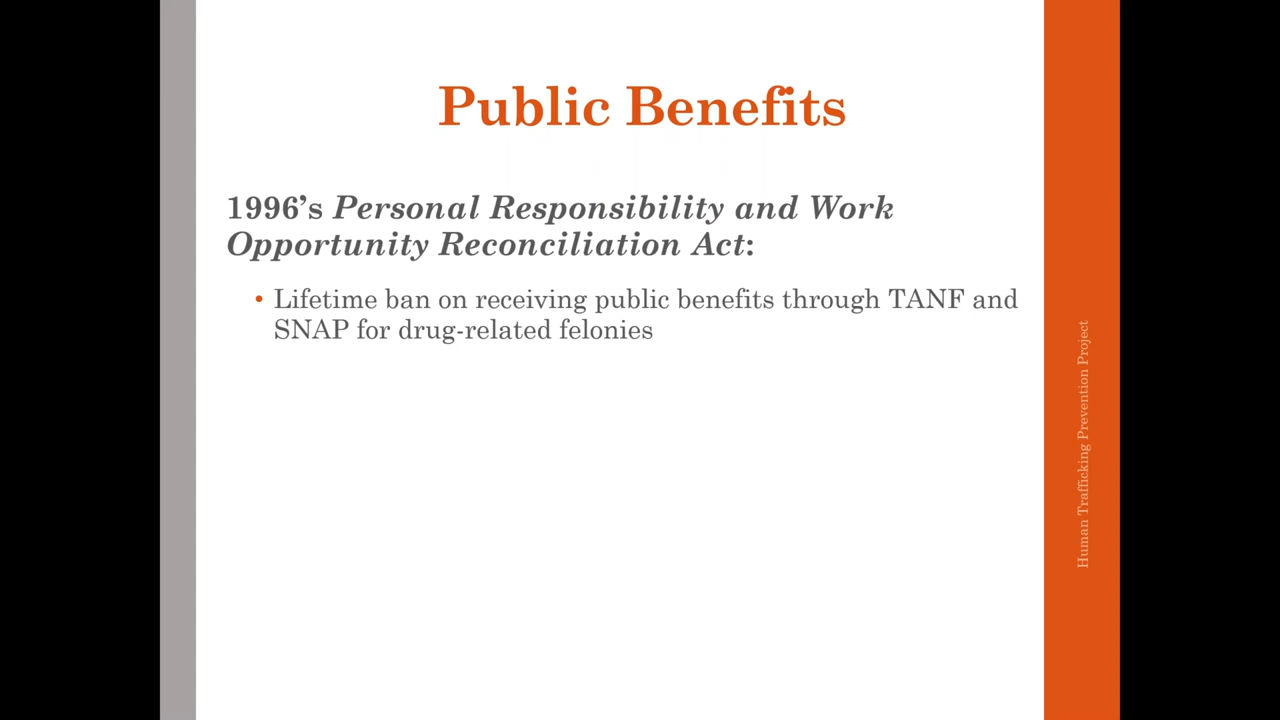 Public Benefits
1996’s Personal Responsibility and Work
Opportunity Reconciliation Act:
• Lifetime ban on receiving public benefits through TANF and
SNAP for drug-related felonies
Human Trafficking Prevention Project